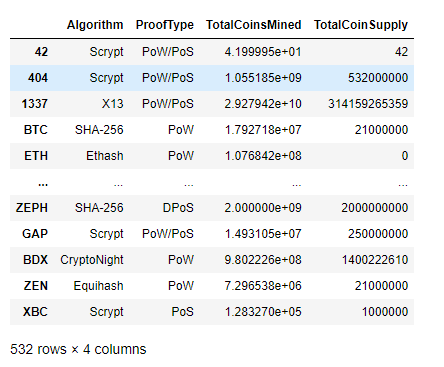 Algorithm ProofType TotalCoinsMined TotalCoinSupply
42 Scrypt PoW/PoS 4.199995e+01 42
404 Scrypt PoW/PoS 1.055185e+09 532000000
1337 X13 PoW/PoS 2.927942e+10 314159265359
BTC SHA-256 PoW 1.792718e+07 21000000
ETH Ethash PoW 1.076842e+08 0
... ... ... ... ...
ZEPH SHA-256 DPoS 2.000000e+09 2000000000
GAP Scrypt PoW/PoS 1.493105e+07 250000000
BDX CryptoNight PoW 9.802226e+08 1400222610
ZEN Equihash PoW 7.296538e+06 21000000
XBC Scrypt PoS 1.283270e+05 1000000
532 rows × 4 columns